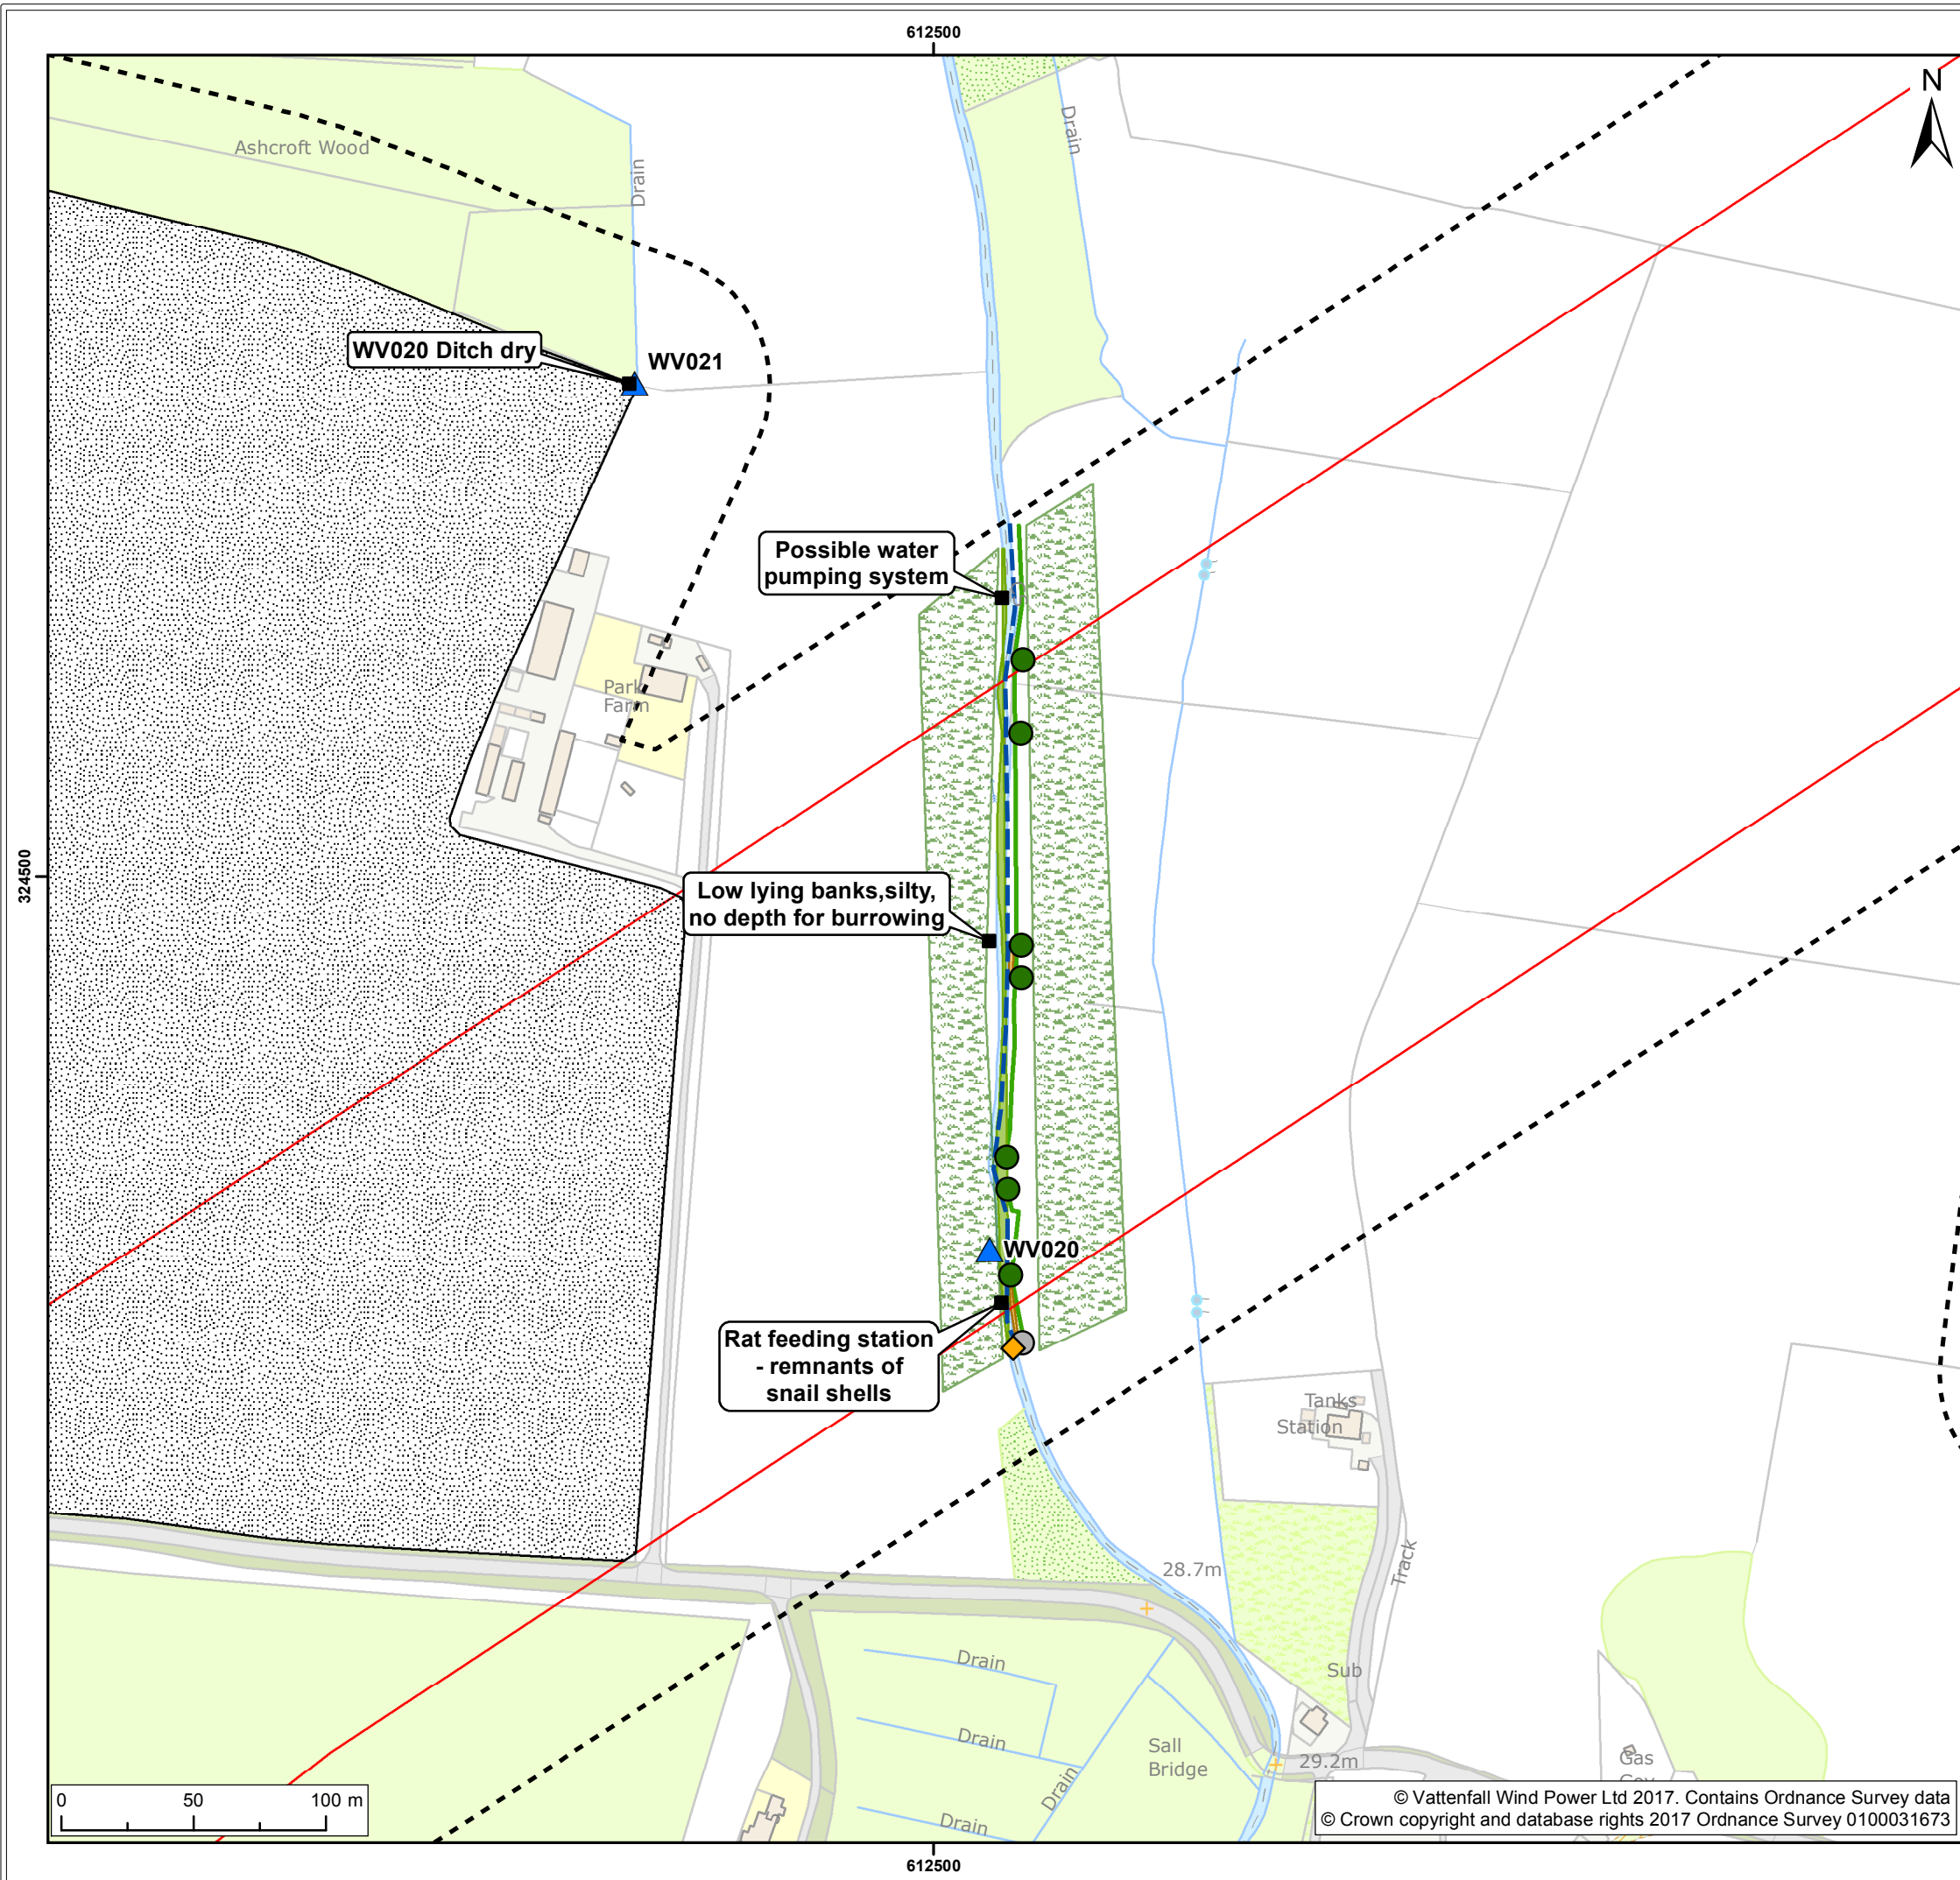 612500
N
Ashcroft Wood
Drain
Drain
WV020 Ditch dry
WV021
Possible water
pumping system
Park
Farm
324500
Low lying banks,silty,
no depth for burrowing
WV020
Rat feeding station
- remnants of
snail shells
Tanks
Station
Track
28.7m
Drain
Sub
Drain
Sall
Bridge
29.2m
Gas
Drain
Drain
0 50 100 m
© Vattenfall Wind Power Ltd 2017. Contains Ordnance Survey data
© Crown copyright and database rights 2017 Ordnance Survey 0100031673
612500